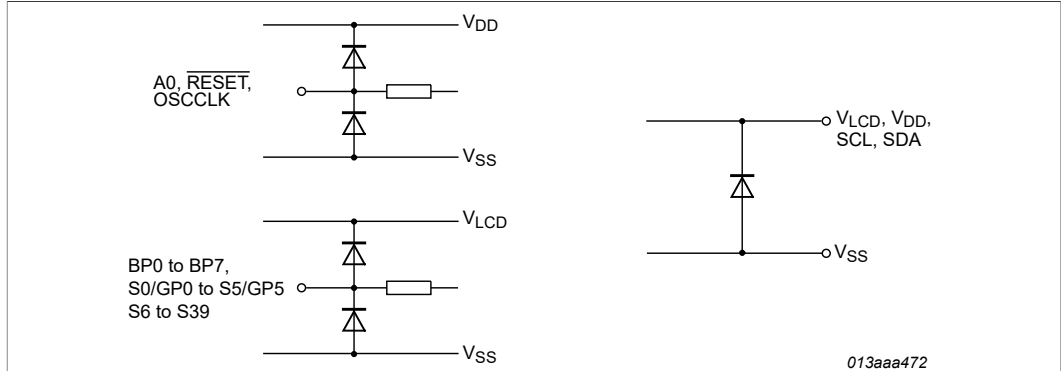 VDD
A0, RESET,
OSCCLK
VSS
VLCD
BP0 to BP7,
S0/GP0 to S5/GP5
S6 to S39
VSS
VLCD, VDD,
SCL, SDA
VSS
013aaa472